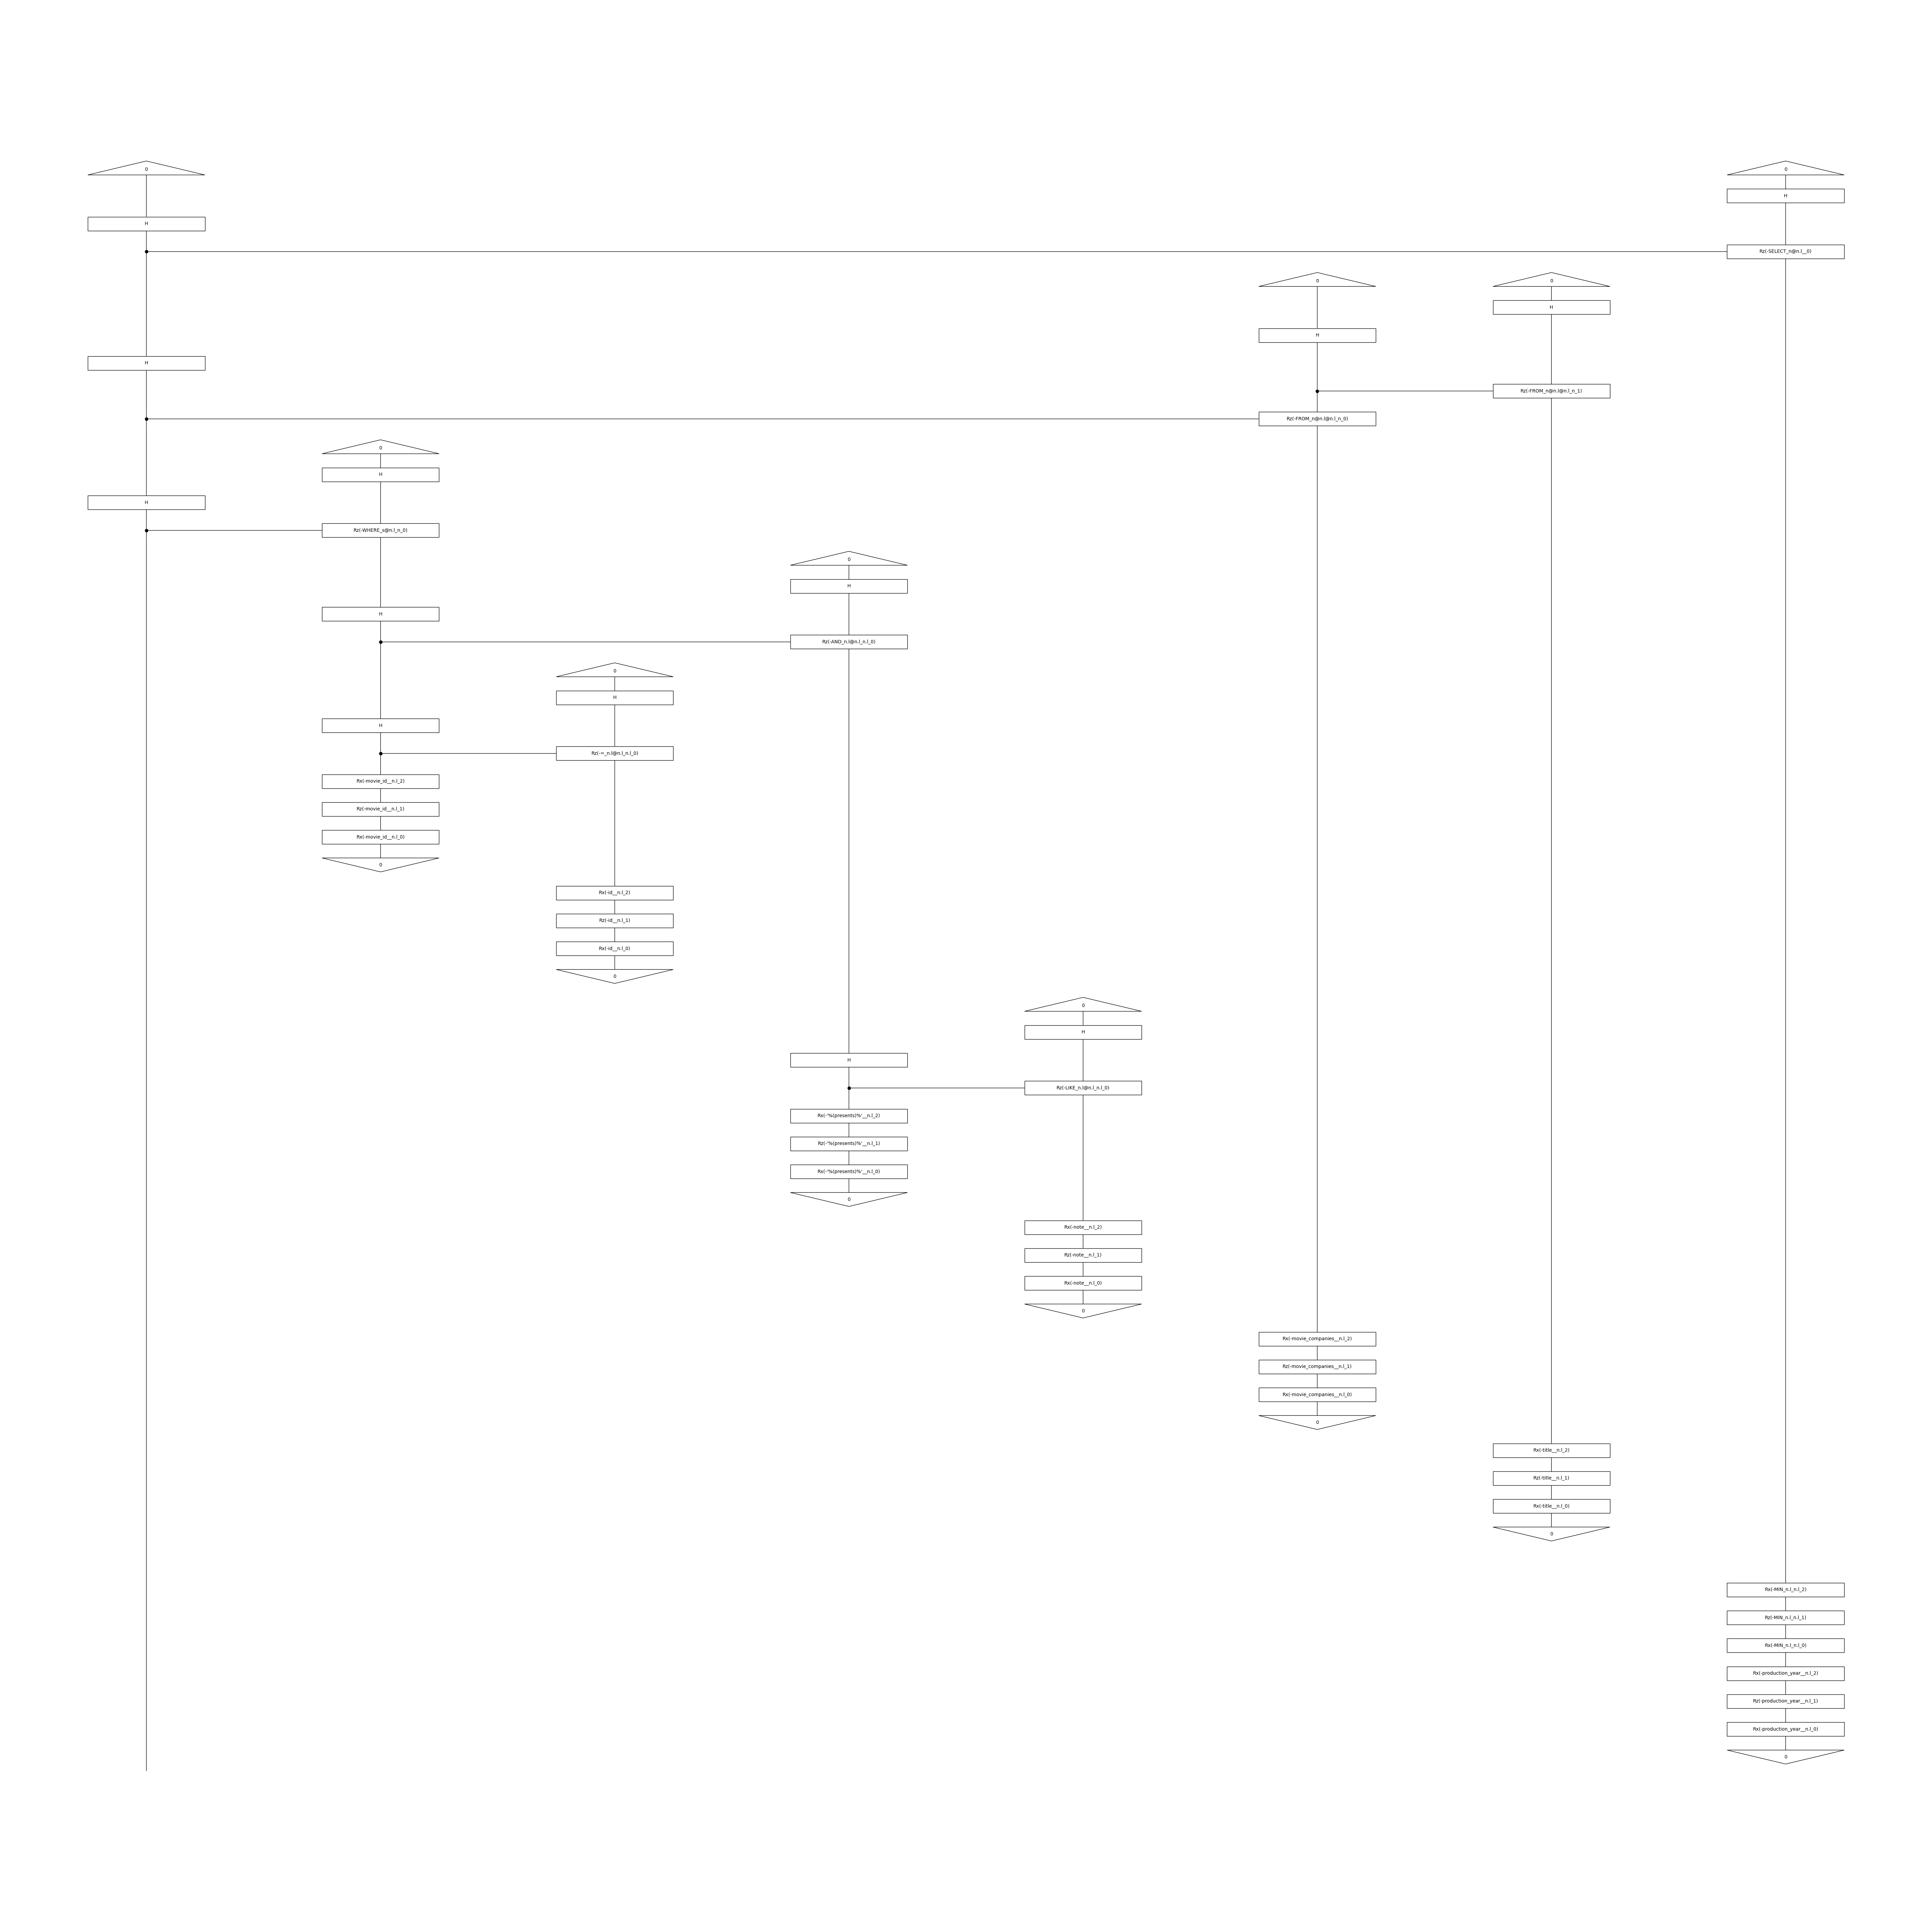 0
0
H
H
Rz(-SELECT_n@n.l__0)
0
0
H
H
H
Rz(-FROM_n@n.l@n.l_n_1)
Rz(-FROM_n@n.l@n.l_n_0)
0
H
H
Rz(-WHERE_s@n.l_n_0)
0
H
H
Rz(-AND_n.l@n.l_n.l_0)
0
H
H
Rz(-=_n.l@n.l_n.l_0)
Rx(-movie_id__n.l_2)
Rz(-movie_id__n.l_1)
Rx(-movie_id__n.l_0)
0
Rx(-id__n.l_2)
Rz(-id__n.l_1)
Rx(-id__n.l_0)
0
0
H
H
Rz(-LIKE_n.l@n.l_n.l_0)
Rx(-'%(presents)%'__n.l_2)
Rz(-'%(presents)%'__n.l_1)
Rx(-'%(presents)%'__n.l_0)
0
Rx(-note__n.l_2)
Rz(-note__n.l_1)
Rx(-note__n.l_0)
0
Rx(-movie_companies__n.l_2)
Rz(-movie_companies__n.l_1)
Rx(-movie_companies__n.l_0)
0
Rx(-title__n.l_2)
Rz(-title__n.l_1)
Rx(-title__n.l_0)
0
Rx(-MIN_n.l_n.l_2)
Rz(-MIN_n.l_n.l_1)
Rx(-MIN_n.l_n.l_0)
Rx(-production_year__n.l_2)
Rz(-production_year__n.l_1)
Rx(-production_year__n.l_0)
0